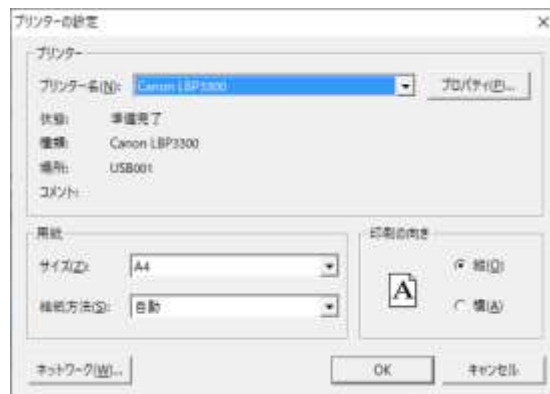 プリンターの設定
プリンター
プリンター名(N):
Canon LBP3300
プロパティ(P)...
状態:
準備完了
種類:
Canon LBP3300
場所:
USB001
コメント:
用紙
サイズ(Z):
A4
給紙方法(S):
自動
印刷の向き
A
縦(O)
横(A)
ネットワーク(W)...
OK
キャンセル